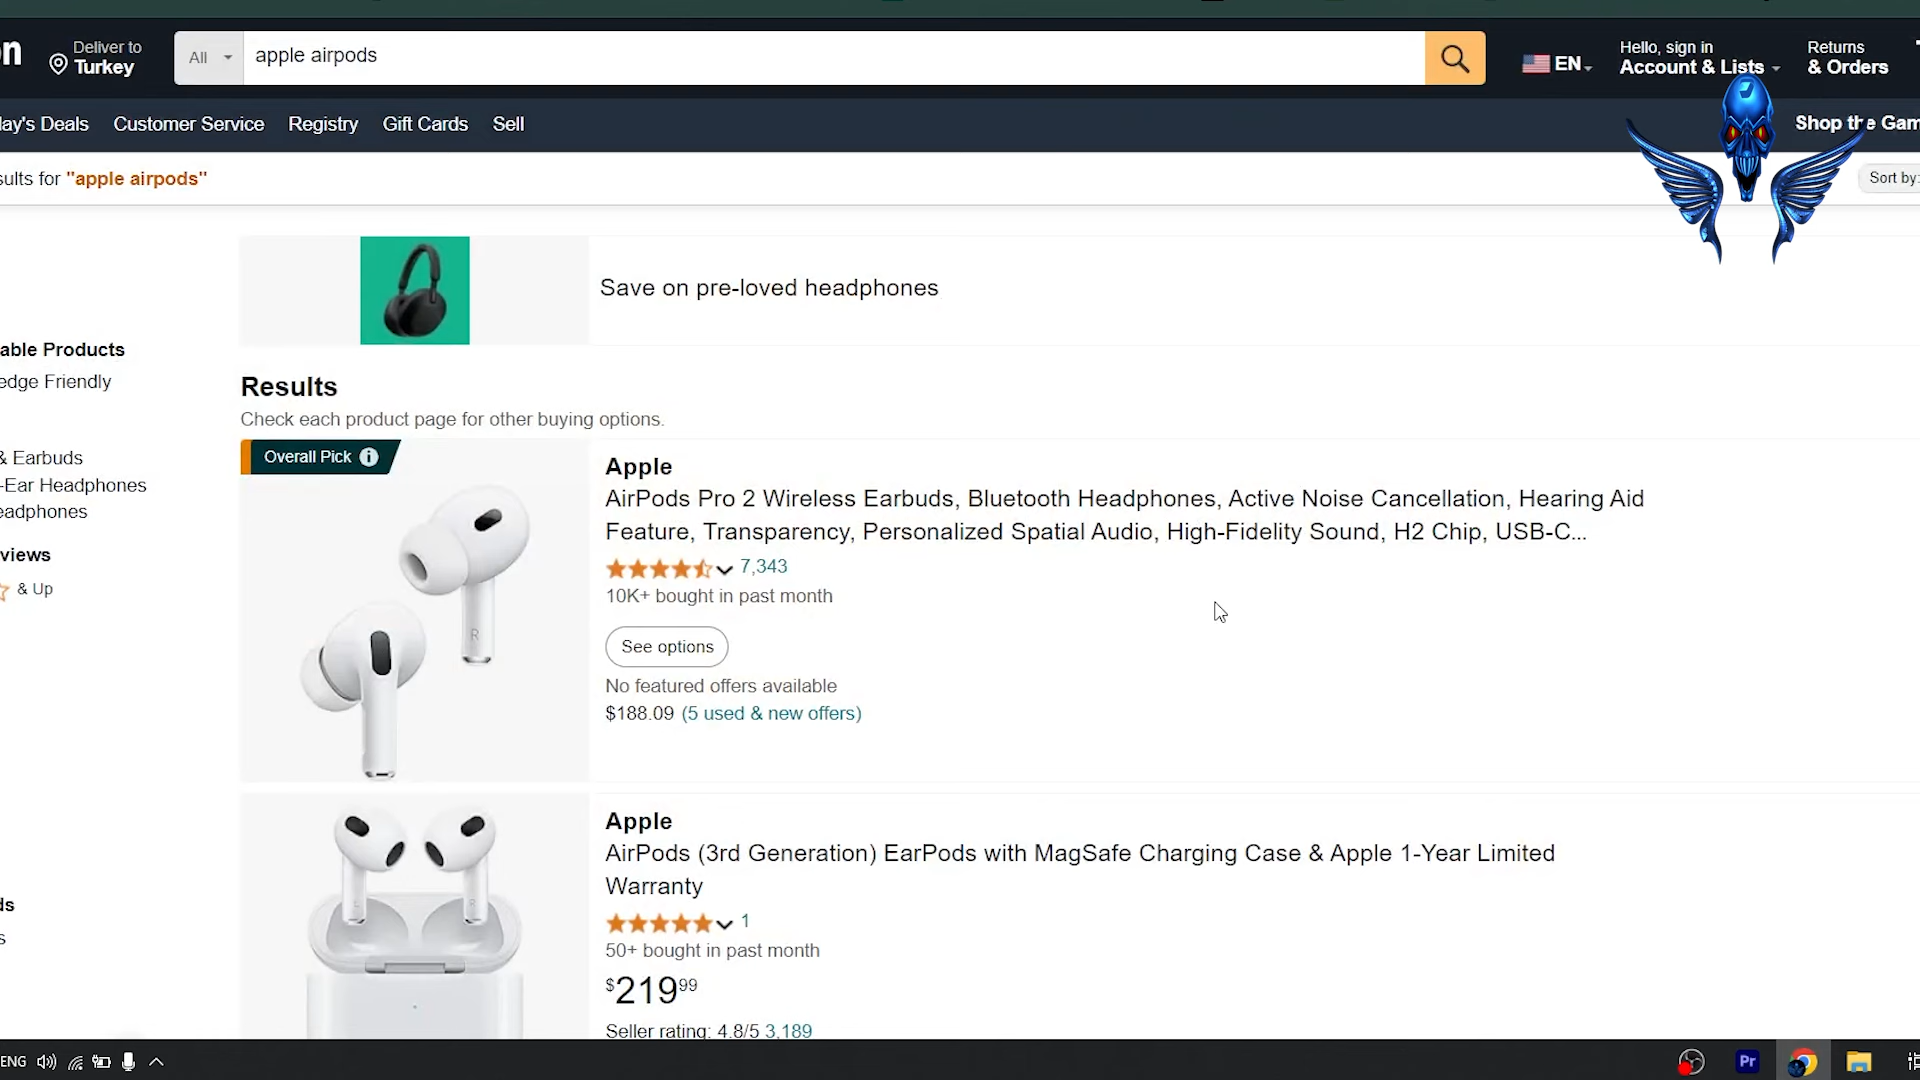 on
Deliver to
Turkey
All
apple airpods
EN
Hello, sign in
Account & Lists
Returns
& Orders
lay's Deals
Customer Service
Registry
Gift Cards
Sell
Shop the Gam
sults for "apple airpods"
Sort by:
Save on pre-loved headphones
able Products
edge Friendly
& Earbuds
-Ear Headphones
eadphones
views
& Up
ds
s
Results
Check each product page for other buying options.
Overall Pick
Apple
AirPods Pro 2 Wireless Earbuds, Bluetooth Headphones, Active Noise Cancellation, Hearing Aid
Feature, Transparency, Personalized Spatial Audio, High-Fidelity Sound, H2 Chip, USB-C...
7,343
10K+ bought in past month
See options
No featured offers available
$188.09 (5 used & new offers)
R
Apple
AirPods (3rd Generation) EarPods with MagSafe Charging Case & Apple 1-Year Limited
Warranty
1
50+ bought in past month
$219.99
Seller rating: 4.8/5 3,189
ENG
Pr